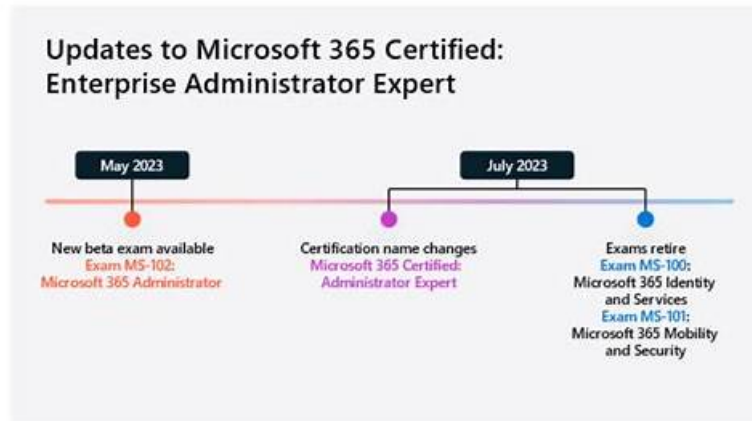 Updates to Microsoft 365 Certified:
Enterprise Administrator Expert
May 2023
New beta exam available
Exam MS-102:
Microsoft 365 Administrator
July 2023
Certification name changes
Microsoft 365 Certified:
Administrator Expert
Exams retire
Exam MS-100:
Microsoft 365 Identity
and Services
Exam MS-101:
Microsoft 365 Mobility
and Security